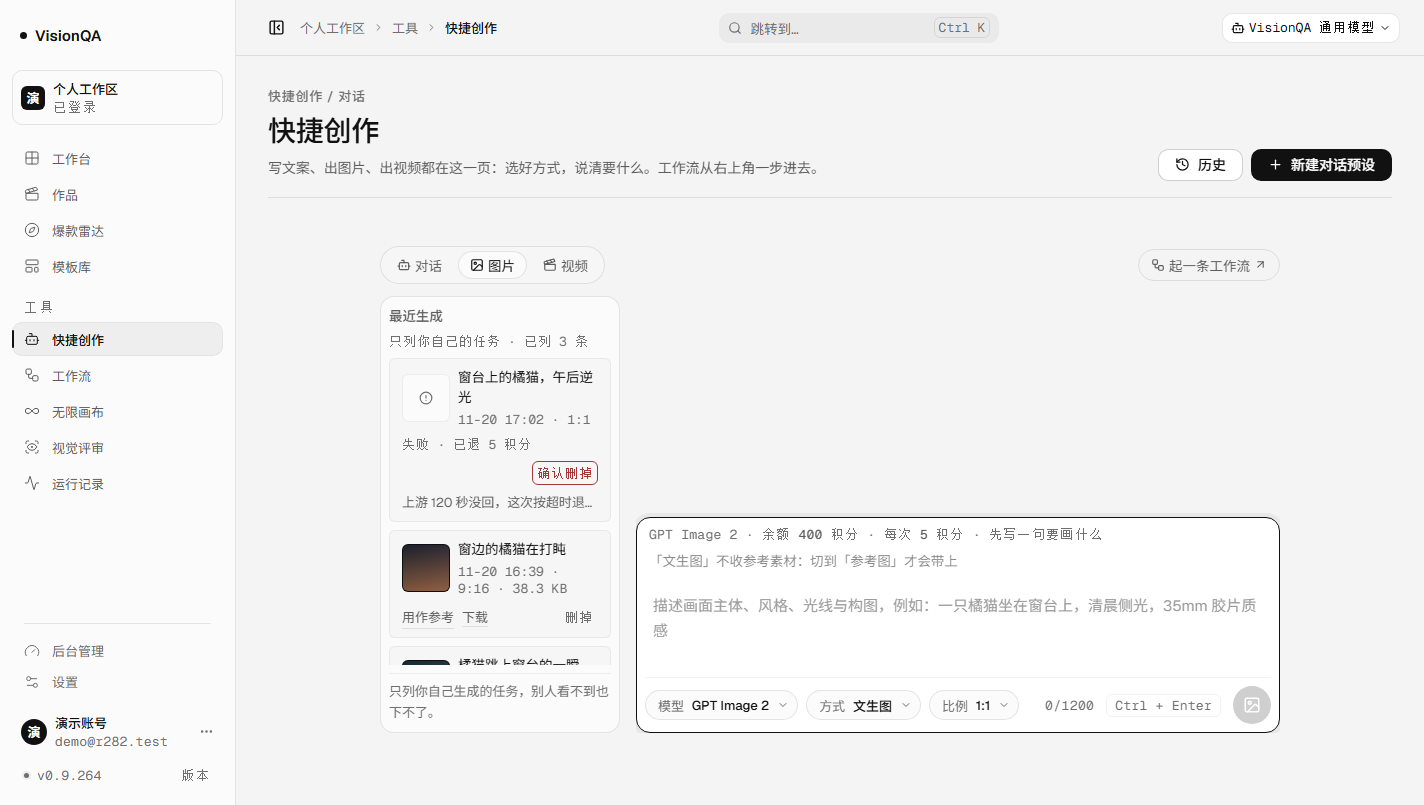 VisionQA
演
个人工作区
已登录
工作台
作品
爆款雷达
模板库
工具
快捷创作
工作流
无限画布
视觉评审
运行记录
后台管理
设置
演
演示账号
demo@r282.test
v0.9.264
版本
个人工作区
工具
快捷创作
跳转到…
Ctrl K
VisionQA 通用模型
快捷创作 / 对话
快捷创作
写文案、出图片、出视频都在这一页：选好方式，说清要什么。工作流从右上角一步进去。
历史
新建对话预设
对话
图片
视频
起一条工作流
最近生成
只列你自己的任务 · 已列 3 条
窗台上的橘猫，午后逆
光
11-20 17:02 · 1:1
失败 · 已退 5 积分
确认删掉
上游 120 秒没回，这次按超时退…
窗边的橘猫在打盹
11-20 16:39 ·
9:16 · 38.3 KB
用作参考 下载 删掉
橘猫跳上窗台的一瞬
只列你自己生成的任务，别人看不到也
下不了。
GPT Image 2 · 余额 400 积分 · 每次 5 积分 · 先写一句要画什么
「文生图」不收参考素材：切到「参考图」才会带上
描述画面主体、风格、光线与构图，例如：一只橘猫坐在窗台上，清晨侧光，35mm 胶片质
感
模型 GPT Image 2
方式 文生图
比例 1:1
0/1200
Ctrl + Enter